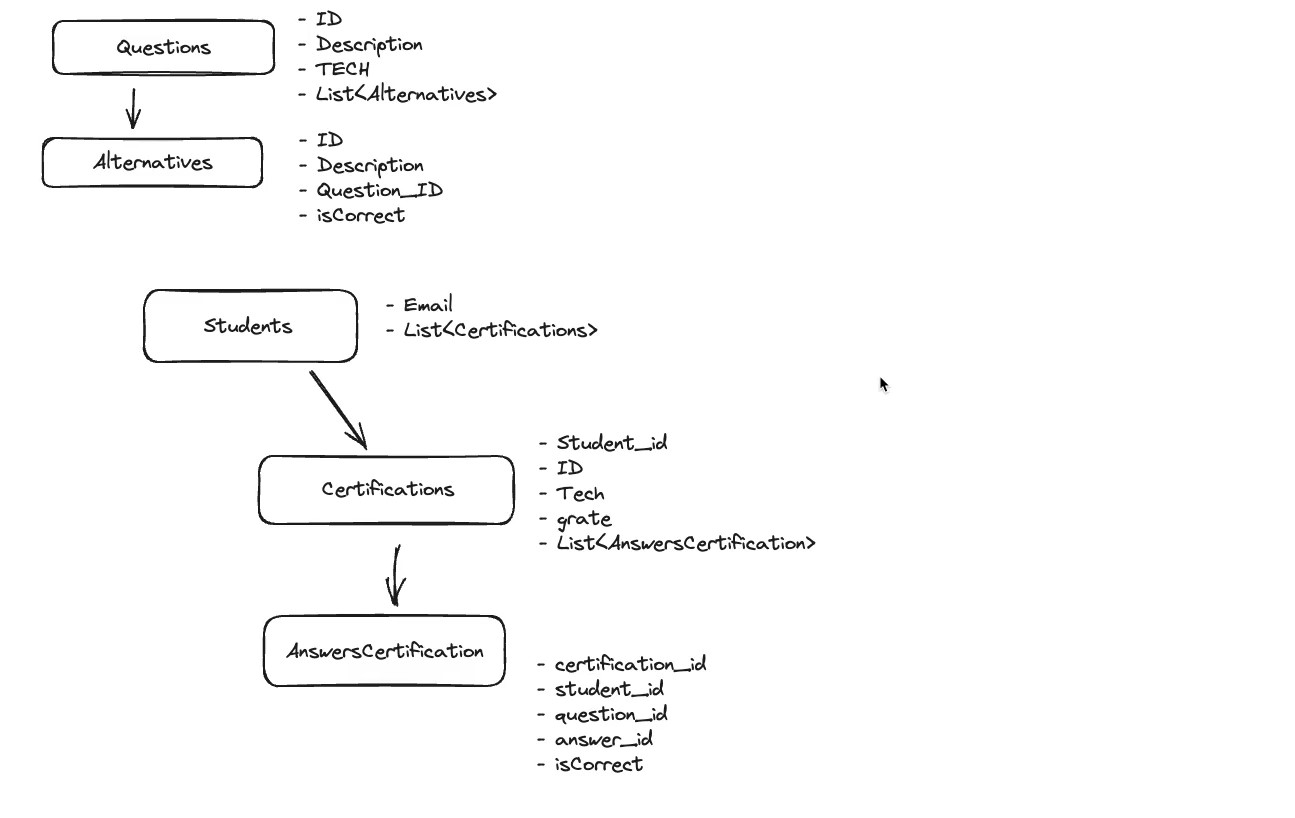 Questions
- ID
- Description
- TECH
- List<Alternatives>
Alternatives
- ID
- Description
- Question_ID
- isCorrect
Students
- Email
- List<Certifications>
Certifications
- Student_id
- ID
- Tech
- grate
- List<AnswersCertification>
AnswersCertification
- certification_id
- student_id
- question_id
- answer_id
- isCorrect